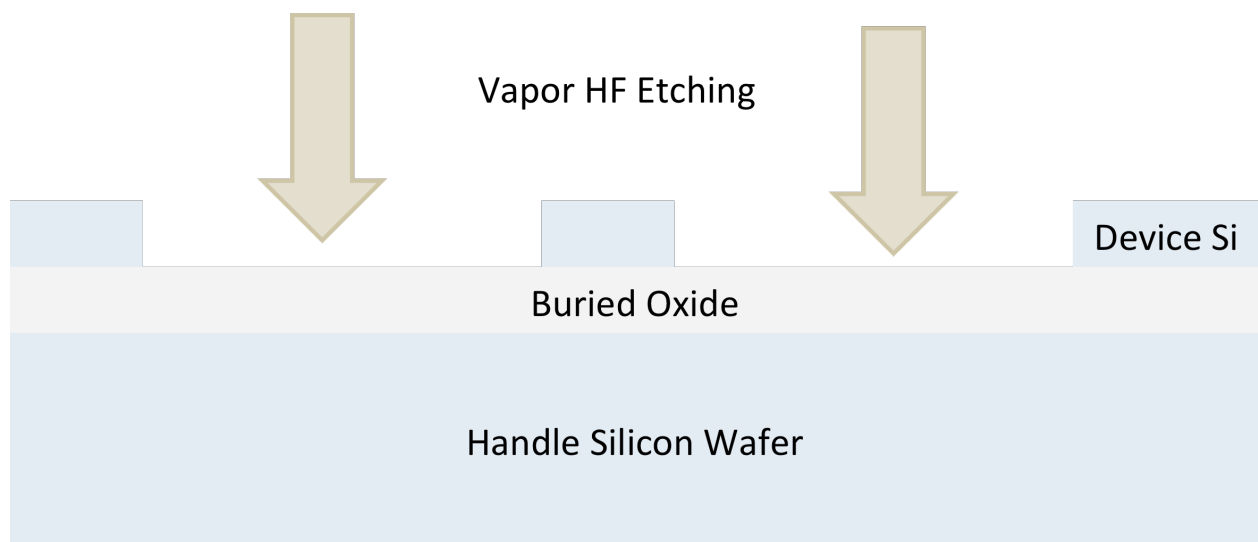 Vapor HF Etching
Device Si
Buried Oxide
Handle Silicon Wafer